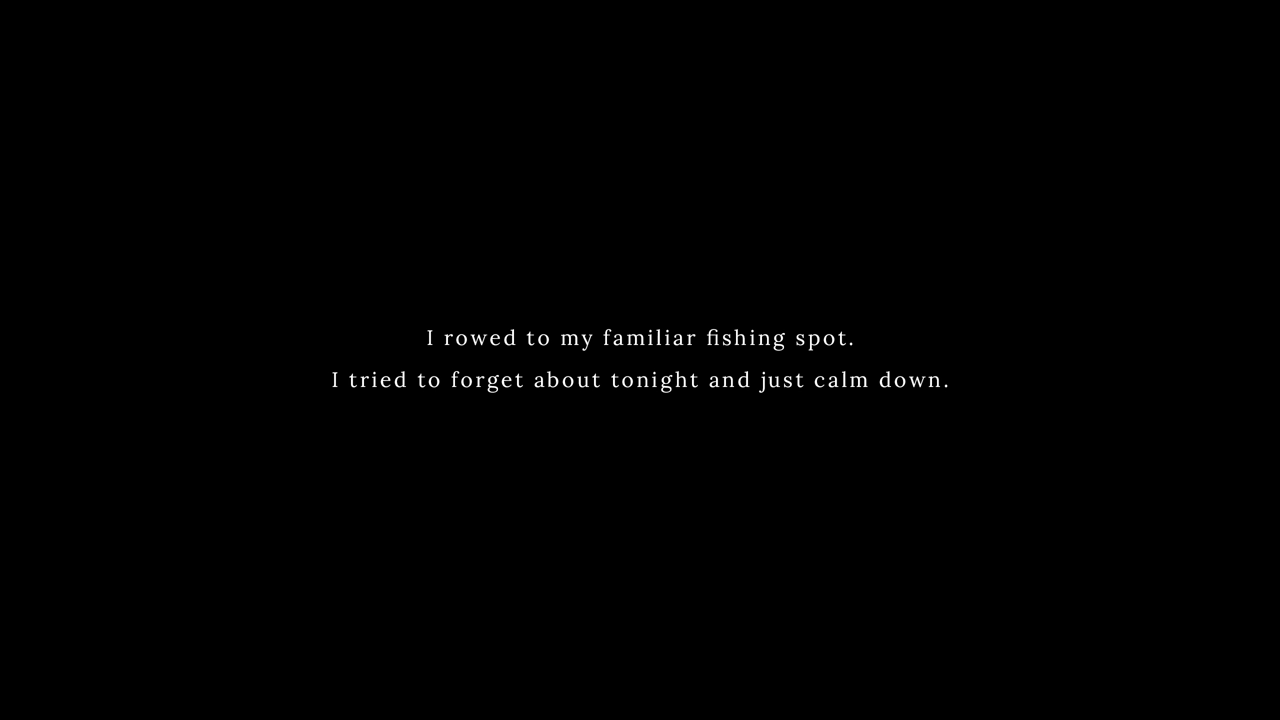 I rowed to my familiar fishing spot.
I tried to forget about tonight and just calm down.